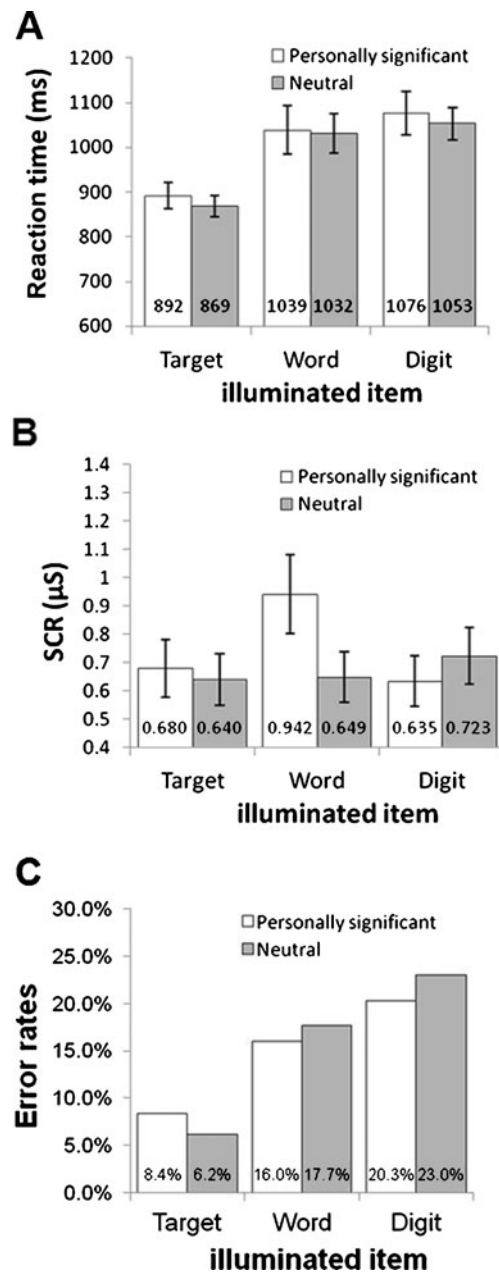 A
Reaction time (ms)
1200
1100
1000
900
800
700
600
Personally significant
Neutral
892 869 1039 1032 1076 1053
Target Word Digit
illuminated item
B
SCR (μS)
1.4
1.3
1.2
1.1
1
0.9
0.8
0.7
0.6
0.5
0.4
Personally significant
Neutral
0.680 0.640 0.942 0.649 0.635 0.723
Target Word Digit
illuminated item
C
Error rates
30.0%
25.0%
20.0%
15.0%
10.0%
5.0%
0.0%
Personally significant
Neutral
8.4% 6.2% 16.0% 17.7% 20.3% 23.0%
Target Word Digit
illuminated item